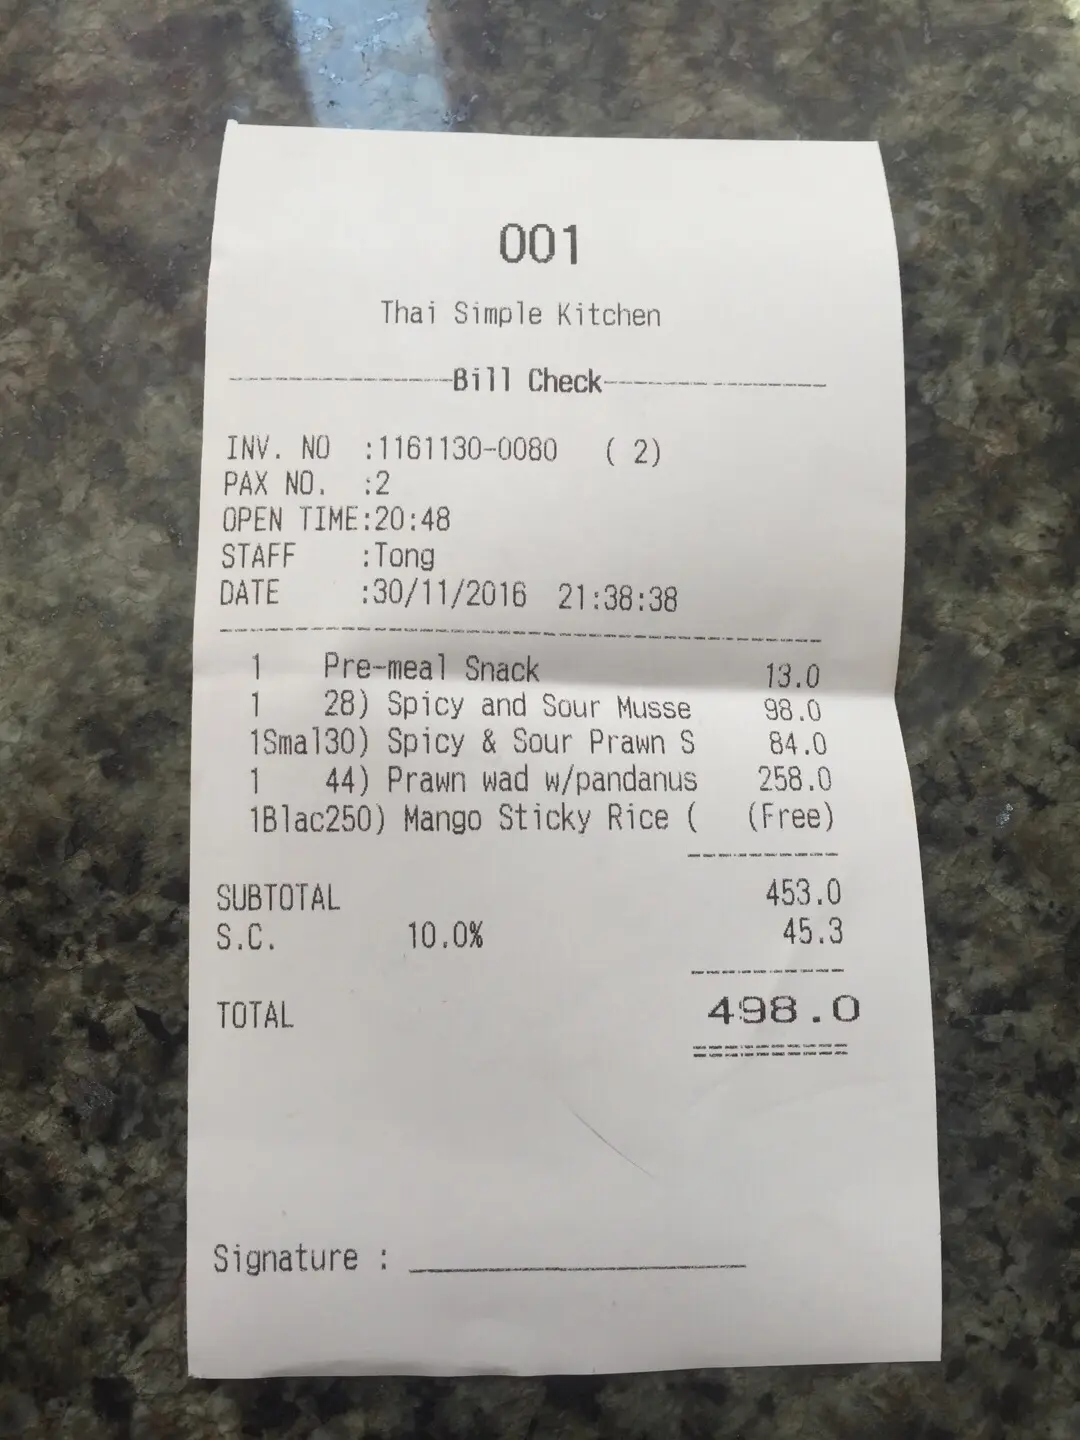 001
Thai Simple Kitchen
Bill Check
INV. NO :1161130-0080 ( 2)
PAX NO. :2
OPEN TIME:20:48
STAFF :Tong
DATE :30/11/2016 21:38:38
1 Pre-meal Snack 13.0
1 28) Spicy and Sour Musse 98.0
1Smal30) Spicy & Sour Prawn S 84.0
1 44) Prawn wad w/pandanus 258.0
1Blac250) Mango Sticky Rice ( (Free)
SUBTOTAL 453.0
S.C. 10.0% 45.3
TOTAL 498.0
Signature :